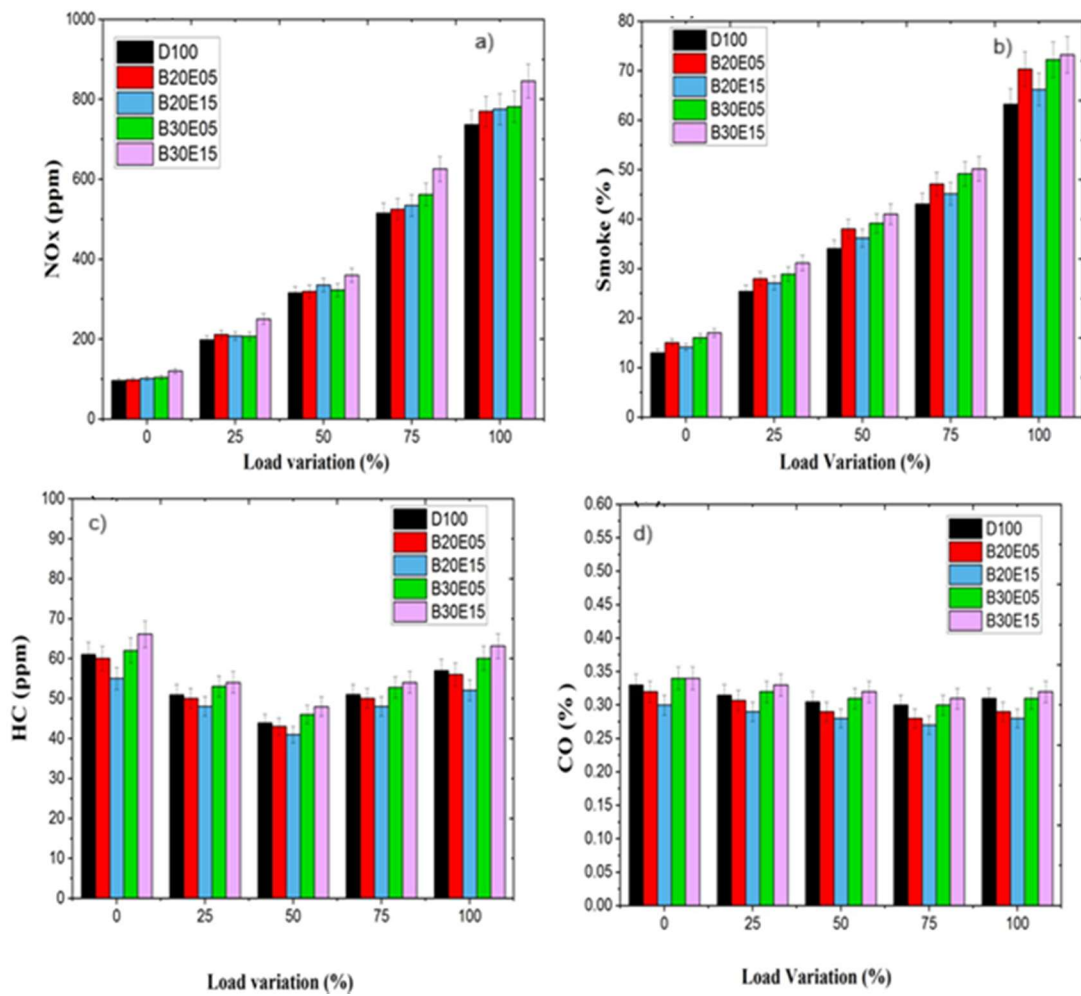 a)
D100
B20E05
B20E15
B30E05
B30E15
NOx (ppm)
1000
800
600
400
200
0
0 25 50 75 100
Load variation (%)
b)
D100
B20E05
B20E15
B30E05
B30E15
Smoke (%)
80
70
60
50
40
30
20
10
0
0 25 50 75 100
Load Variation (%)
c)
D100
B20E05
B20E15
B30E05
B30E15
HC (ppm)
100
90
80
70
60
50
40
30
20
10
0
0 25 50 75 100
Load variation (%)
d)
D100
B20E05
B20E15
B30E05
B30E15
CO (%)
0.60
0.55
0.50
0.45
0.40
0.35
0.30
0.25
0.20
0.15
0.10
0.05
0.00
0 25 50 75 100
Load Variation (%)